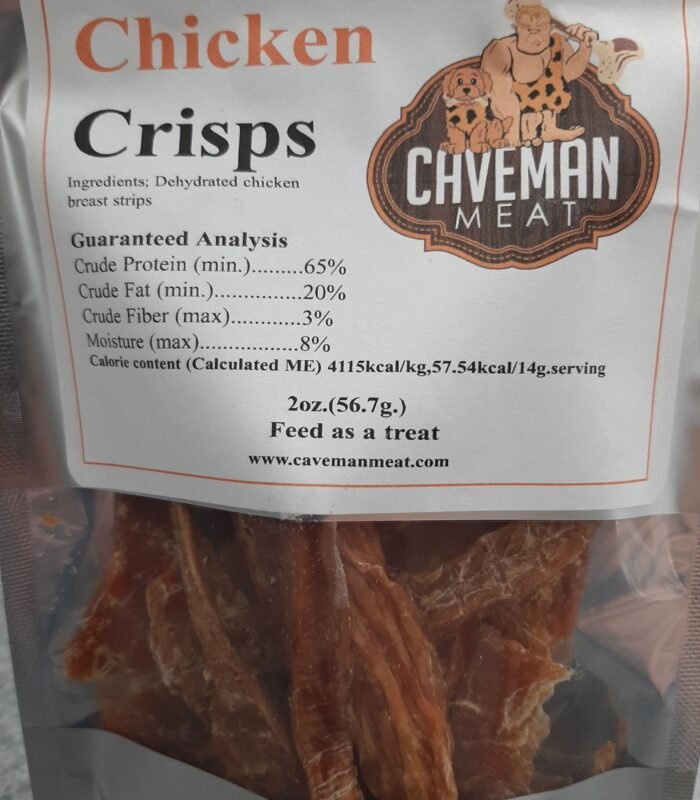 Chicken
Crisps
Ingredients; Dehydrated chicken
breast strips
CAVEMAN
MEAT
Guaranteed Analysis
Crude Protein (min.).........65%
Crude Fat (min.)...............20%
Crude Fiber (max)............3%
Moisture (max).................8%
Calorie content (Calculated ME) 4115kcal/kg,57.54kcal/14g.serving
2oz.(56.7g.)
Feed as a treat
www.cavemanmeat.com